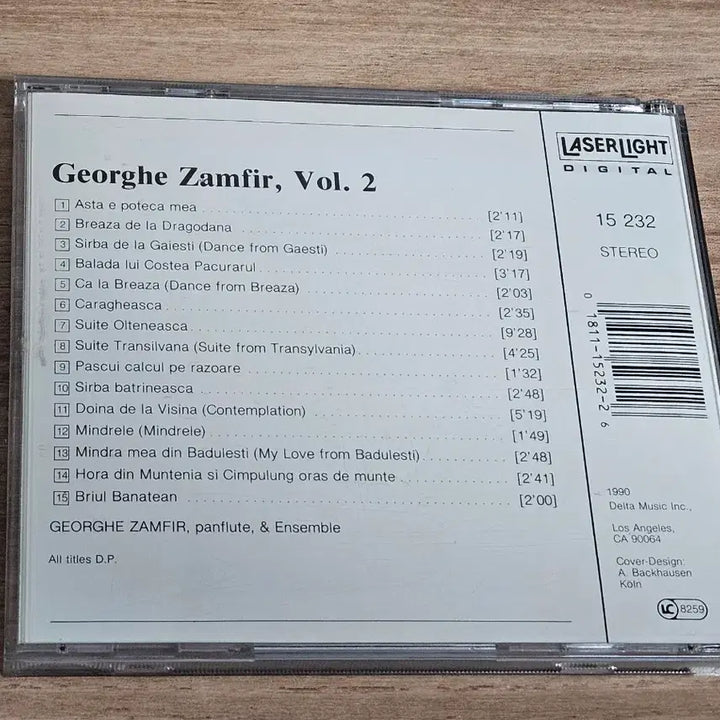 Georghe Zamfir, Vol. 2
1 Asta e poteca mea [2'11]
2 Breaza de la Dragodana [2'17]
3 Sirba de la Gaiesti (Dance from Gaesti) [2'19]
4 Balada lui Costea Pacurarul [3'17]
5 Ca la Breaza (Dance from Breaza) [2'03]
6 Caragheasca [2'35]
7 Suite Olteneasca [9'28]
8 Suite Transilvana (Suite from Transylvania) [4'25]
9 Pascui calcul pe razoare [1'32]
10 Sirba batrineasca [2'48]
11 Doina de la Visina (Contemplation) [5'19]
12 Mindrele (Mindrele) [1'49]
13 Mindra mea din Badulesti (My Love from Badulesti) [2'48]
14 Hora din Muntenia si Cimpulung oras de munte [2'41]
15 Briul Banatean [2'00]
GEORGHE ZAMFIR, panflute, & Ensemble
All titles D.P.
LASERLIGHT
DIGITAL
15 232
STEREO
0 1811-15232-2 6
1990
Delta Music Inc.,
Los Angeles,
CA 90064
Cover-Design:
A. Backhausen
Köln
LC 8259